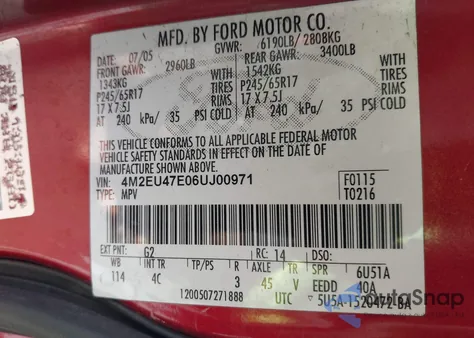 MFD. BY FORD MOTOR CO.
DATE: 07/05 GVWR: 6190LB/ 2808KG
FRONT GAWR: 2960LB REAR GAWR: 3400LB
1343KG 1542KG
P245/65R17 TIRES P245/65R17 TIRES
17 X 7.5J RIMS 17 X 7.5J RIMS
AT 240 kPa/ 35 PSI COLD AT 240 kPa/ 35 PSI COLD
THIS VEHICLE CONFORMS TO ALL APPLICABLE FEDERAL MOTOR
VEHICLE SAFETY STANDARDS IN EFFECT ON THE DATE OF
MANUFACTURE SHOWN ABOVE.
VIN: 4M2EU47E06UJ00971 F0115
TYPE: MPV T0216
EXT PNT: G2 RC: 14 DSO:
WB INT TR TP/PS R AXLE TR SPR 6U51A
114 4C 3 45 V EEDD 40A
1200507271888 UTC 5U5A-1520472-BA
Ford
AutoSnap